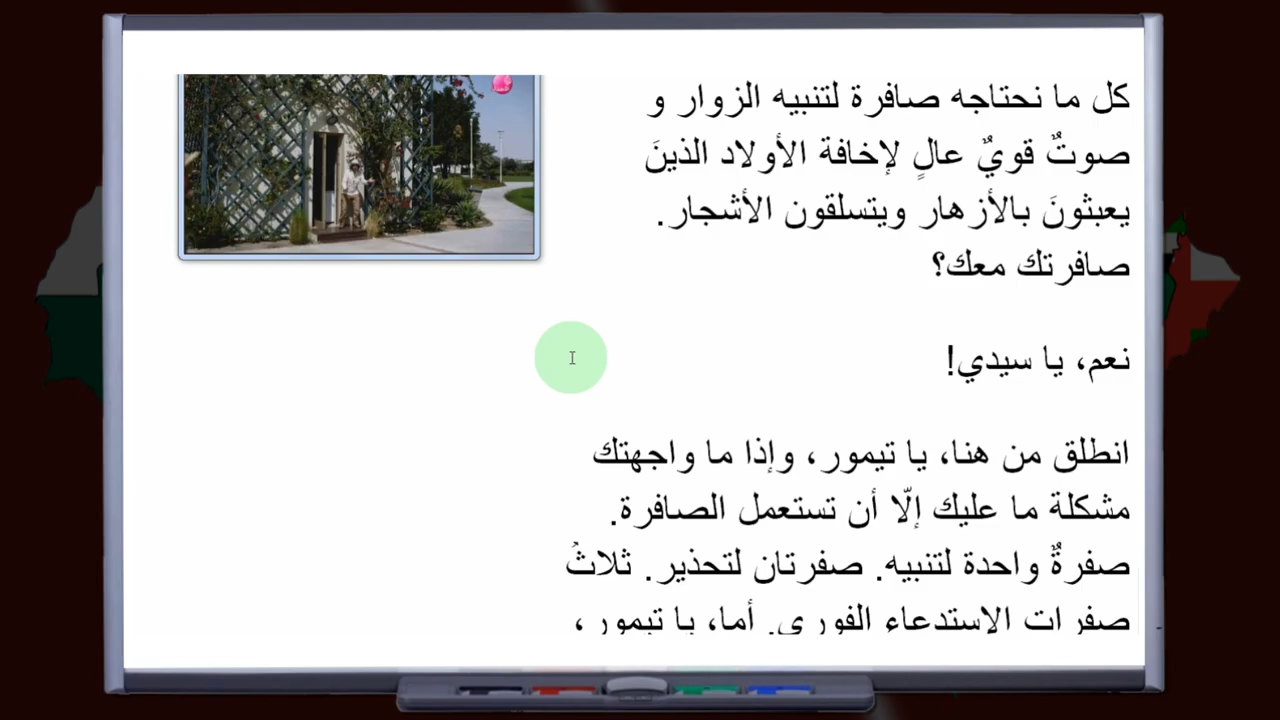 كل ما نحتاجه صافرة لتنبيه الزوار و
صوتٌ قويٌ عالٍ لإخافة الأولاد الذينَ
يعبثونَ بالأزهار ويتسلقون الأشجار.
صافرتك معك؟
نعم، يا سيدي!
انطلق من هنا، يا تيمور، وإذا ما واجهتك
مشكلة ما عليك إلّا أن تستعمل الصافرة.
صفرةٌ واحدة لتنبيه. صفرتان لتحذير. ثلاثُ
صفرات الاستدعاء الفوري. أما، يا تيمور،